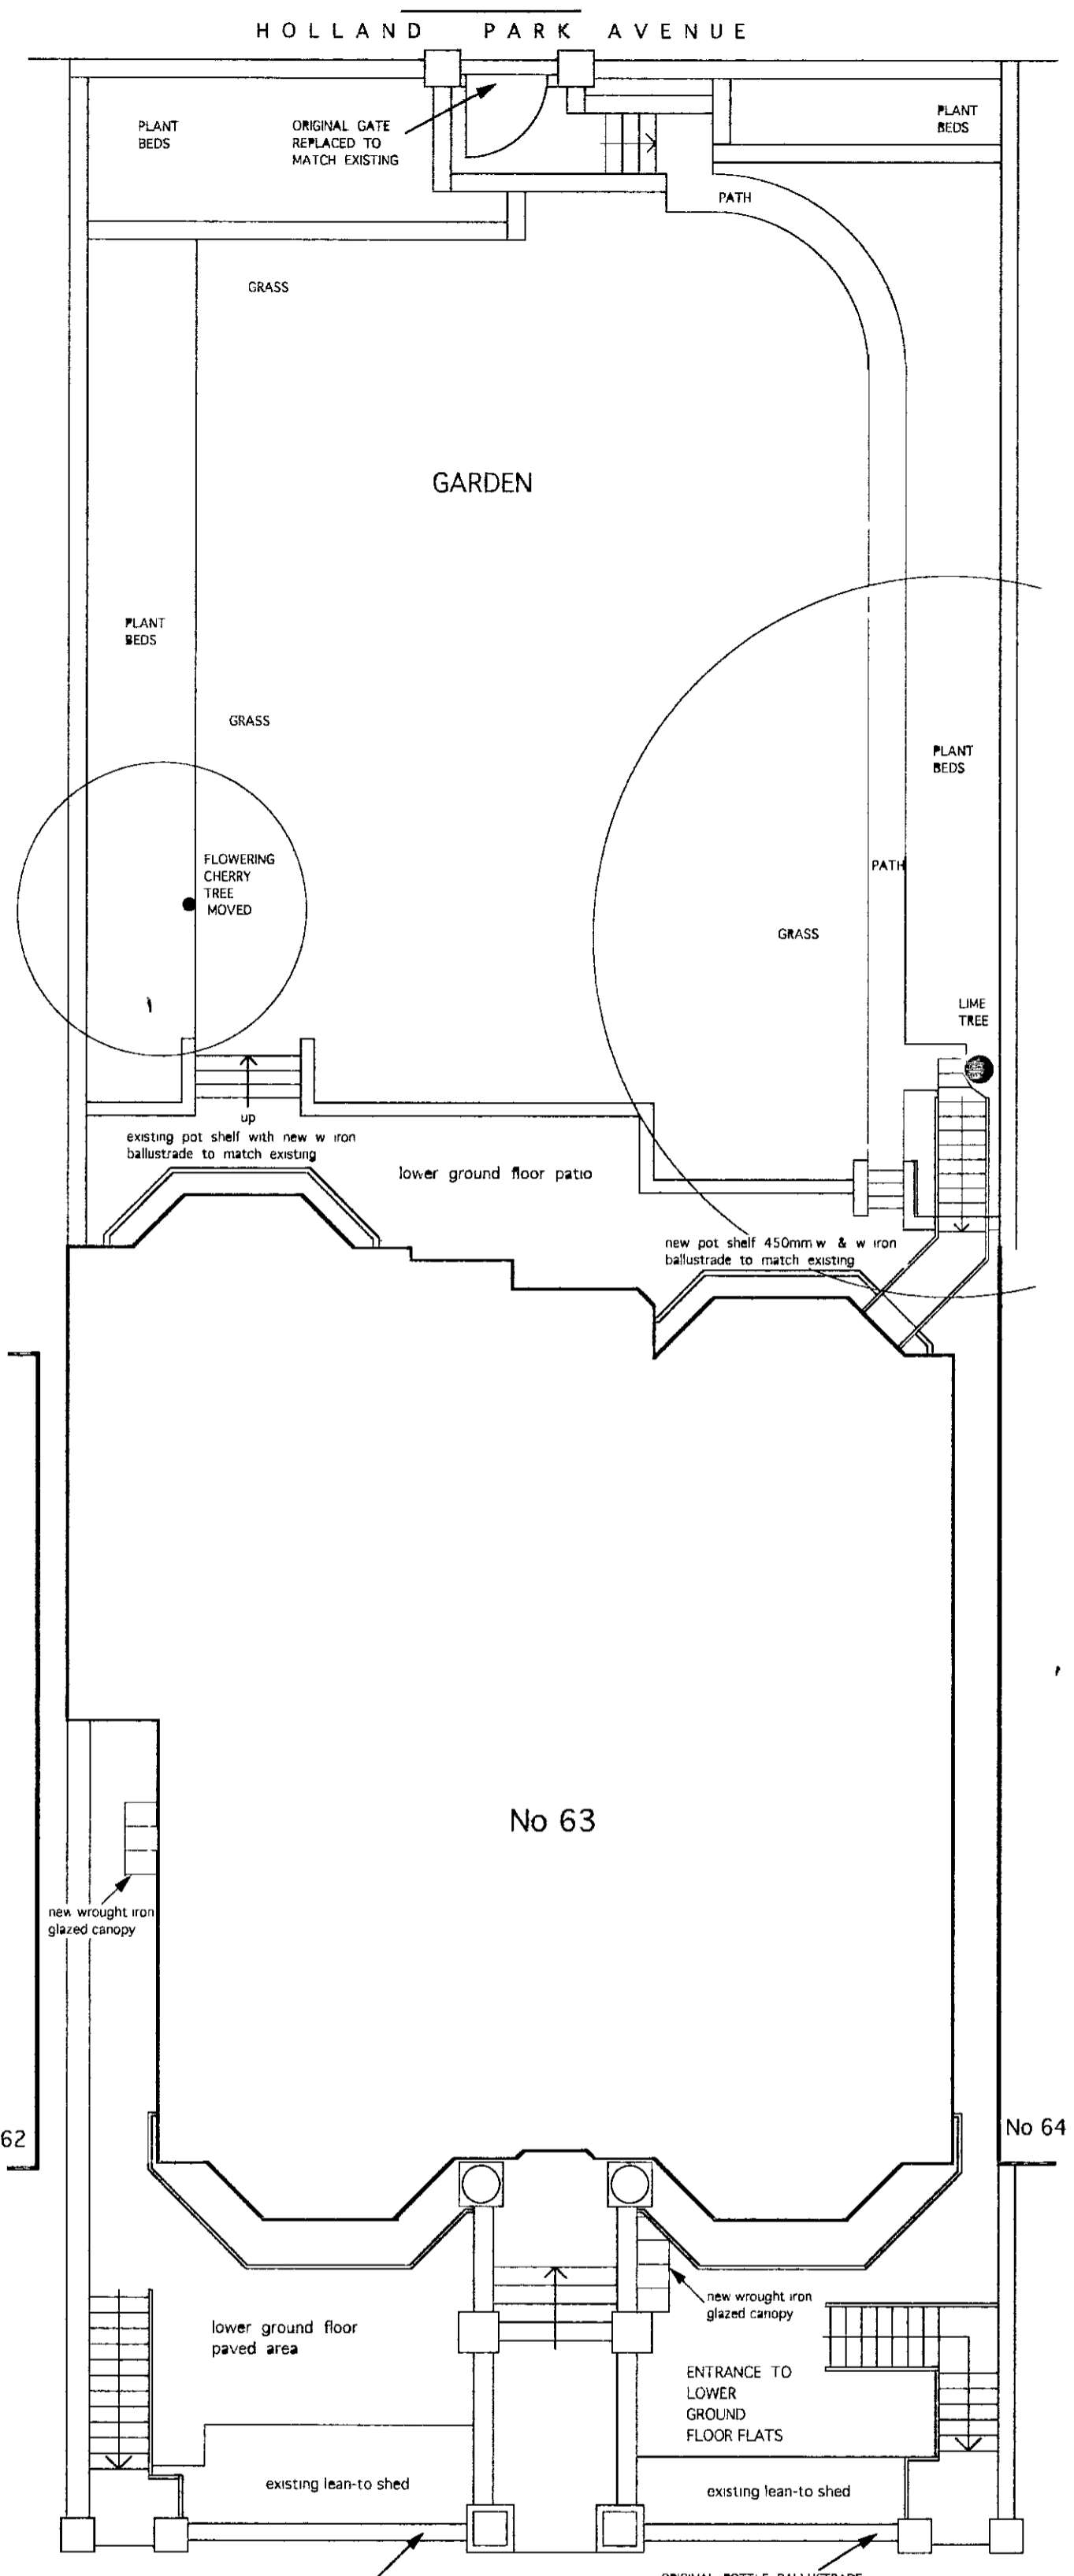 HOLLAND PARK AVENUE
PLANT
BEDS
ORIGINAL GATE
REPLACED TO
MATCH EXISTING
PLANT
BEDS
PATH
GRASS
GARDEN
PLANT
BEDS
GRASS
PLANT
BEDS
FLOWERING
CHERRY
TREE
MOVED
PATH
GRASS
LIME
TREE
up
existing pot shelf with new w iron
ballustrade to match existing
lower ground floor patio
new pot shelf 450mm w & w iron
ballustrade to match existing
No 63
new wrought iron
glazed canopy
62
No 64
new wrought iron
glazed canopy
lower ground floor
paved area
ENTRANCE TO
LOWER
GROUND
FLOOR FLATS
existing lean-to shed
existing lean-to shed